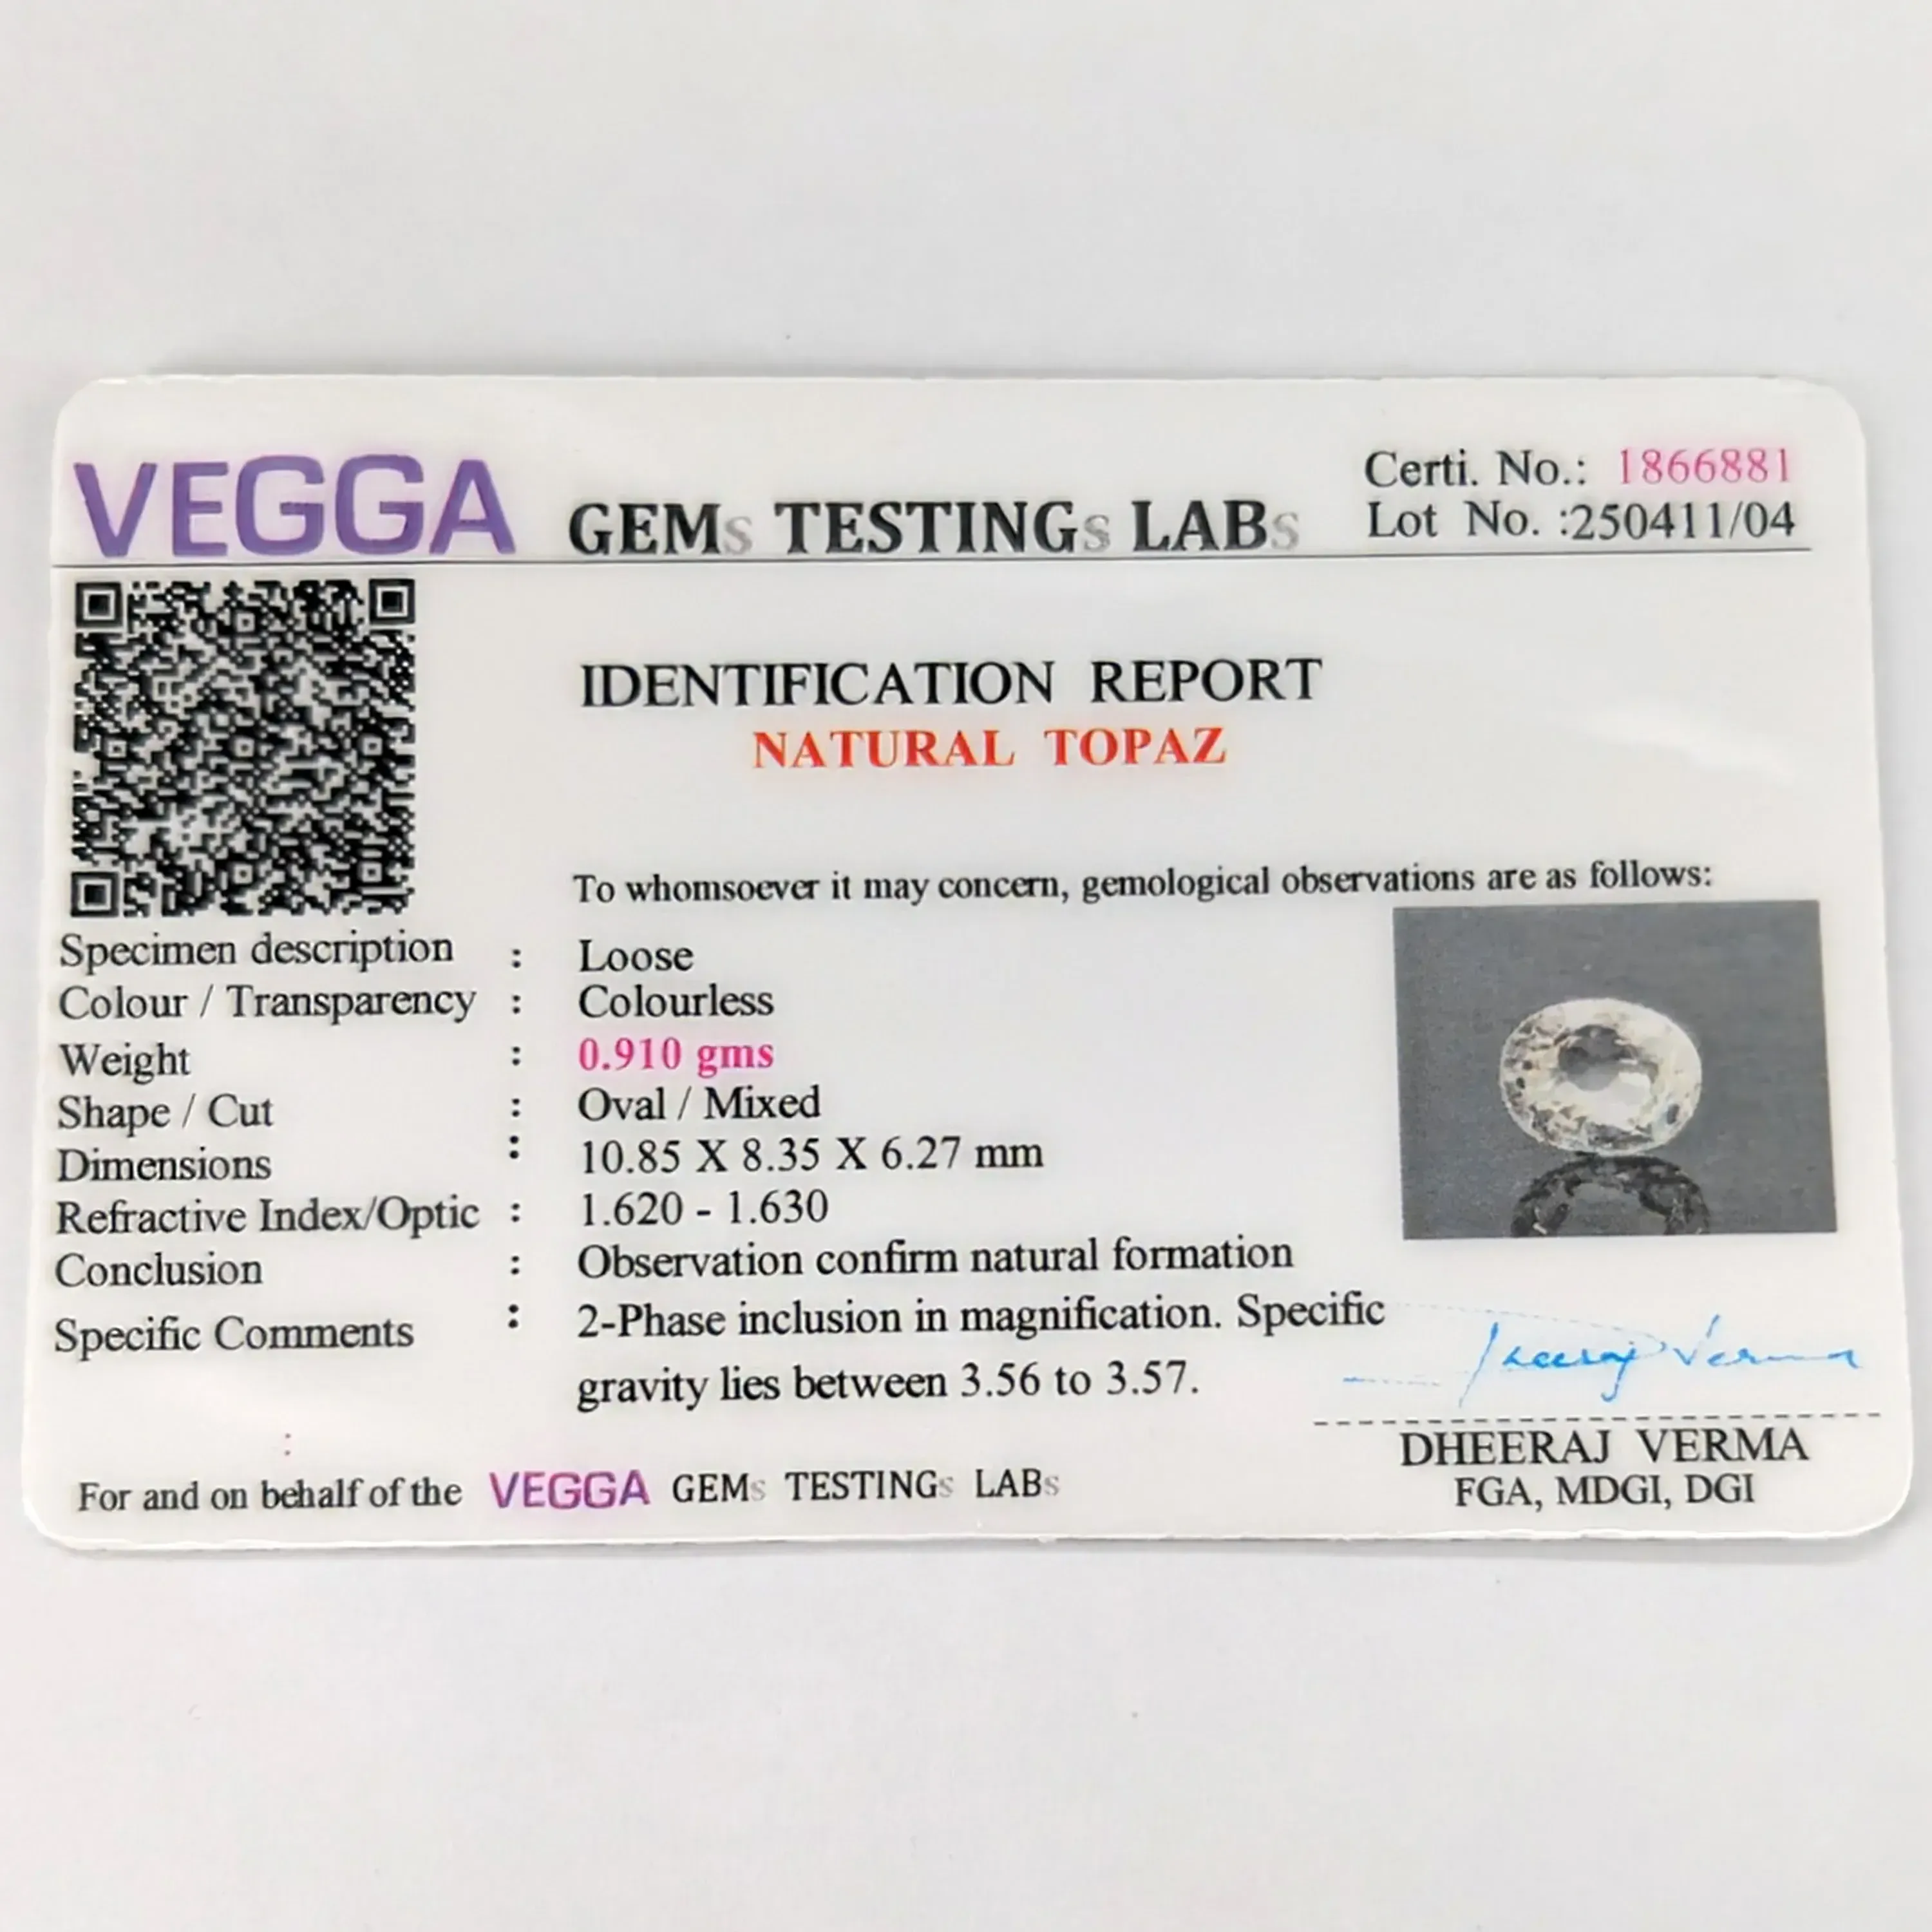 VEGGA GEMs TESTINGs LABs
Certi. No.: 1866881
Lot No. :250411/04
IDENTIFICATION REPORT
NATURAL TOPAZ
To whomsoever it may concern, gemological observations are as follows:
Specimen description : Loose
Colour / Transparency : Colourless
Weight : 0.910 gms
Shape / Cut : Oval / Mixed
Dimensions : 10.85 X 8.35 X 6.27 mm
Refractive Index/Optic : 1.620 - 1.630
Conclusion : Observation confirm natural formation
Specific Comments : 2-Phase inclusion in magnification. Specific
gravity lies between 3.56 to 3.57.
:
Dheeraj Verma
DHEERAJ VERMA
FGA, MDGI, DGI
For and on behalf of the VEGGA GEMs TESTINGs LABs